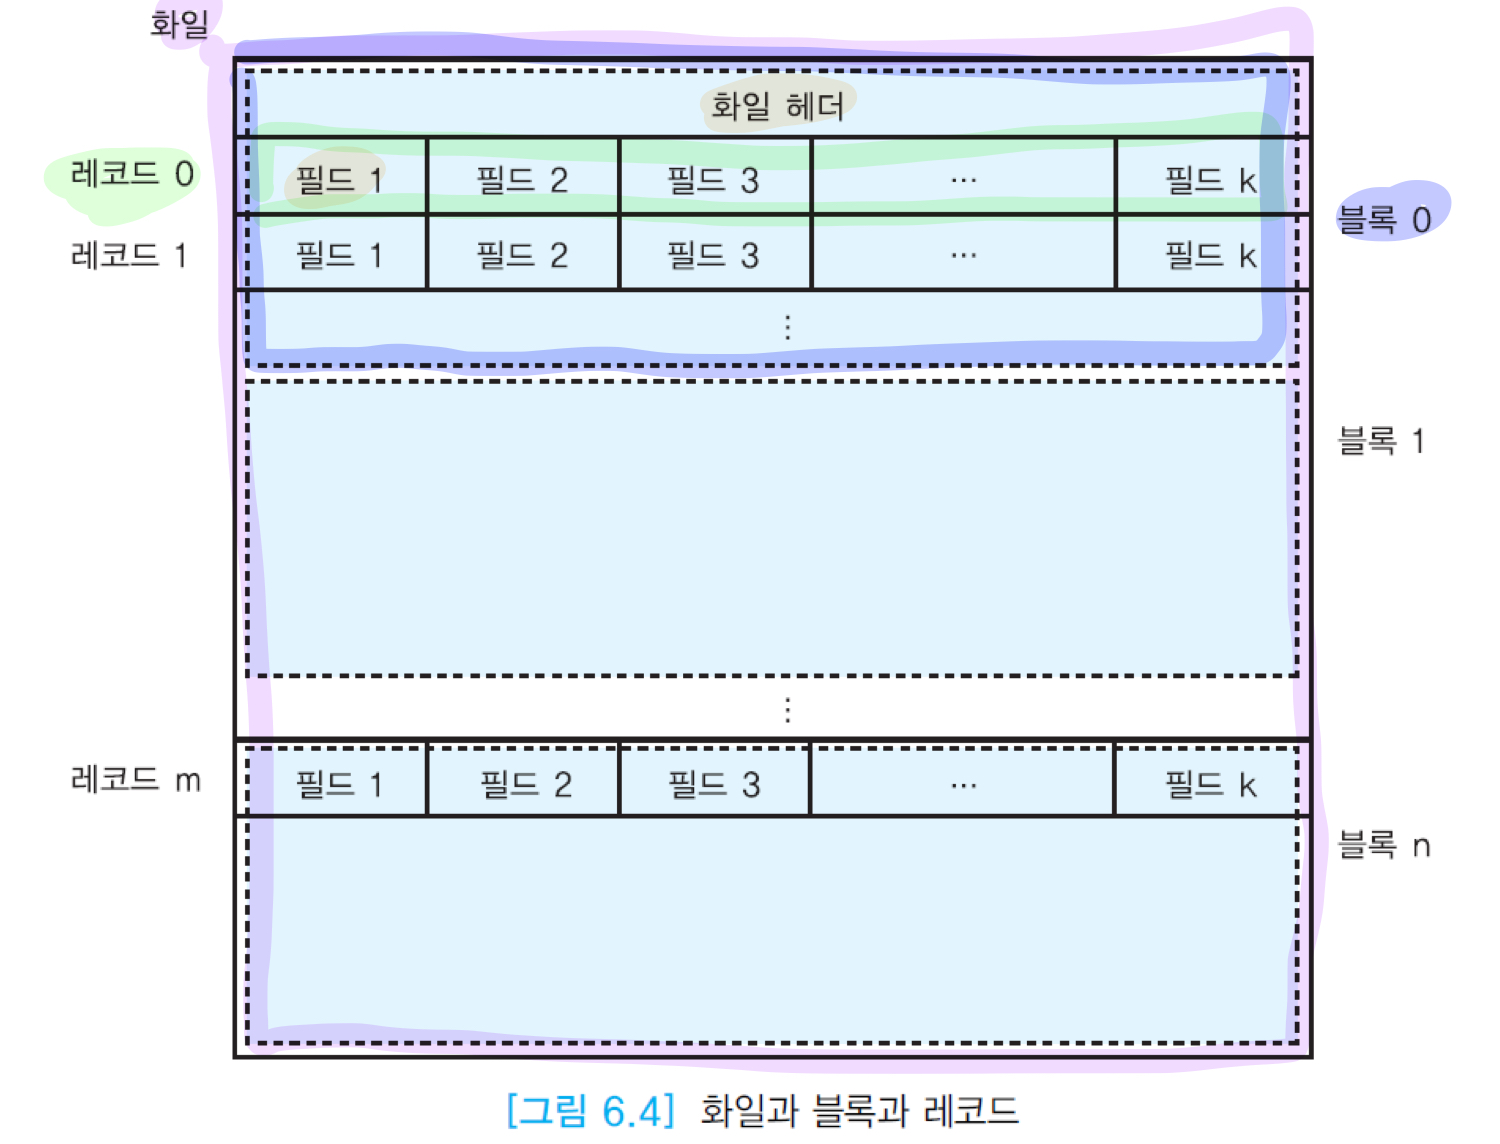 화일
화일 헤더
레코드 0 필드 1 필드 2 필드 3 ... 필드 k
블록 0
레코드 1 필드 1 필드 2 필드 3 ... 필드 k
⋮
블록 1
⋮
레코드 m 필드 1 필드 2 필드 3 ... 필드 k
블록 n
[그림 6.4] 화일과 블록과 레코드